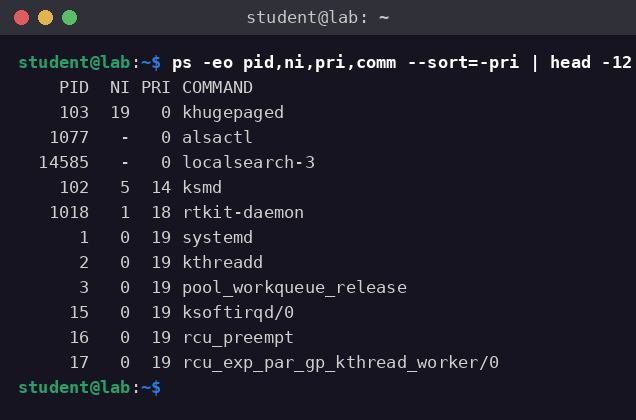 student@lab: ~
student@lab:~$ ps -eo pid,ni,pri,comm --sort=-pri | head -12
    PID  NI PRI COMMAND
    103  19   0 khugepaged
   1077   -   0 alsactl
  14585   -   0 localsearch-3
    102   5  14 ksmd
   1018   1  18 rtkit-daemon
      1   0  19 systemd
      2   0  19 kthreadd
      3   0  19 pool_workqueue_release
     15   0  19 ksoftirqd/0
     16   0  19 rcu_preempt
     17   0  19 rcu_exp_par_gp_kthread_worker/0
student@lab:~$